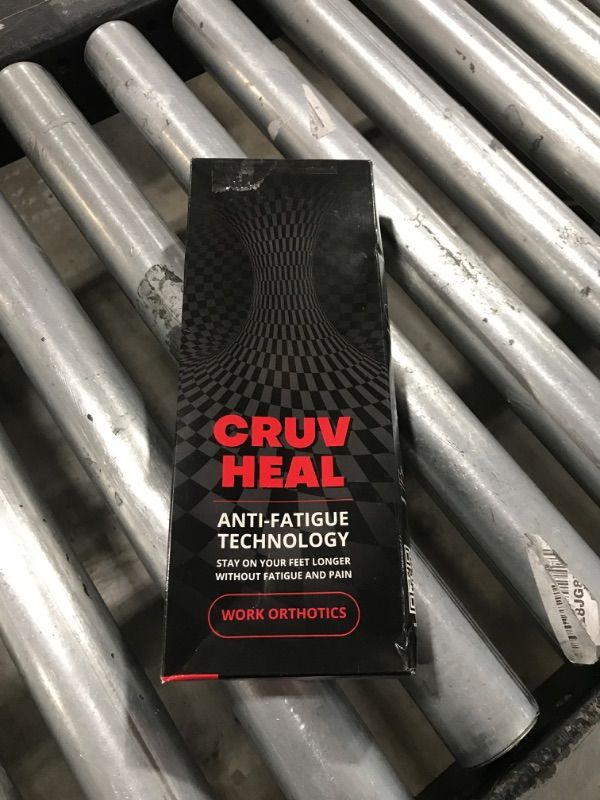 CRUV
HEAL
ANTI-FATIGUE
TECHNOLOGY
STAY ON YOUR FEET LONGER
WITHOUT FATIGUE AND PAIN
WORK ORTHOTICS